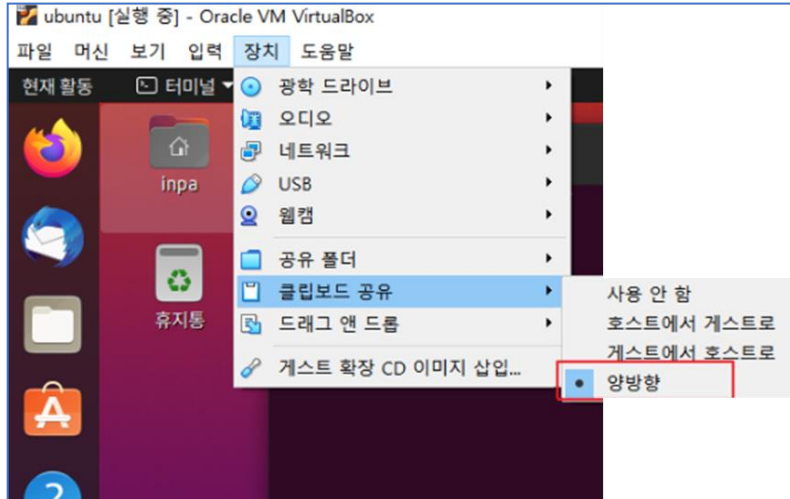 ubuntu [실행 중] - Oracle VM VirtualBox
파일 머신 보기 입력 장치 도움말
현재 활동 터미널
광학 드라이브
오디오
inpa
네트워크
USB
웹캠
공유 폴더
클립보드 공유
휴지통
드래그 앤 드롭
게스트 확장 CD 이미지 삽입...
사용 안 함
호스트에서 게스트로
게스트에서 호스트로
양방향